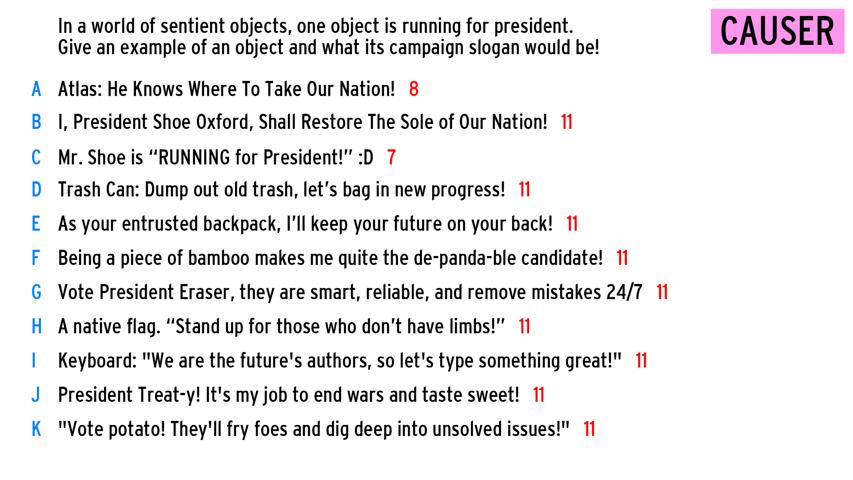 In a world of sentient objects, one object is running for president.
Give an example of an object and what its campaign slogan would be!
CAUSER
A Atlas: He Knows Where To Take Our Nation! 8
B I, President Shoe Oxford, Shall Restore The Sole of Our Nation! 11
C Mr. Shoe is “RUNNING for President!” :D 7
D Trash Can: Dump out old trash, let’s bag in new progress! 11
E As your entrusted backpack, I’ll keep your future on your back! 11
F Being a piece of bamboo makes me quite the de-panda-ble candidate! 11
G Vote President Eraser, they are smart, reliable, and remove mistakes 24/7 11
H A native flag. “Stand up for those who don’t have limbs!” 11
I Keyboard: "We are the future's authors, so let's type something great!" 11
J President Treat-y! It's my job to end wars and taste sweet! 11
K "Vote potato! They'll fry foes and dig deep into unsolved issues!" 11